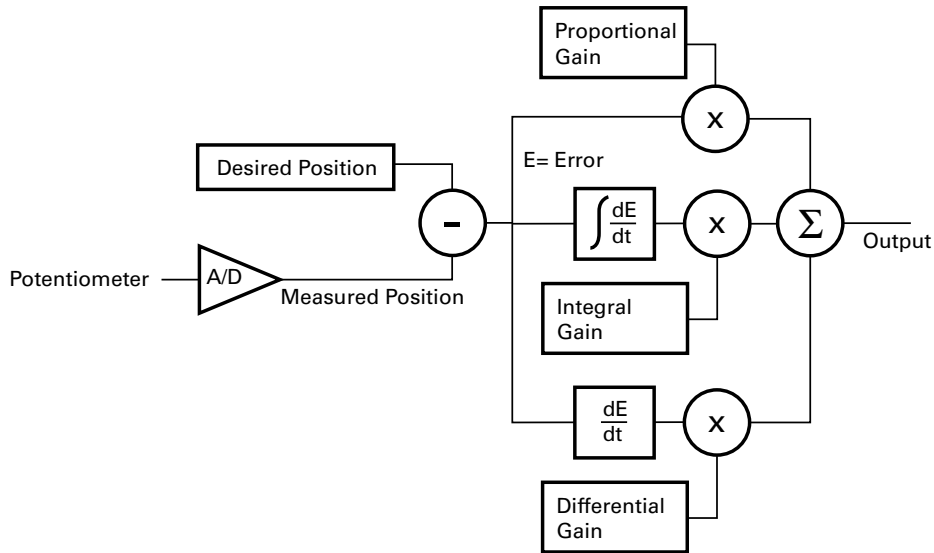 Proportional
Gain
x
E= Error
Desired Position
-
∫ dE
dt
x
Σ
Output
Potentiometer
A/D
Measured Position
Integral
Gain
dE
dt
x
Differential
Gain